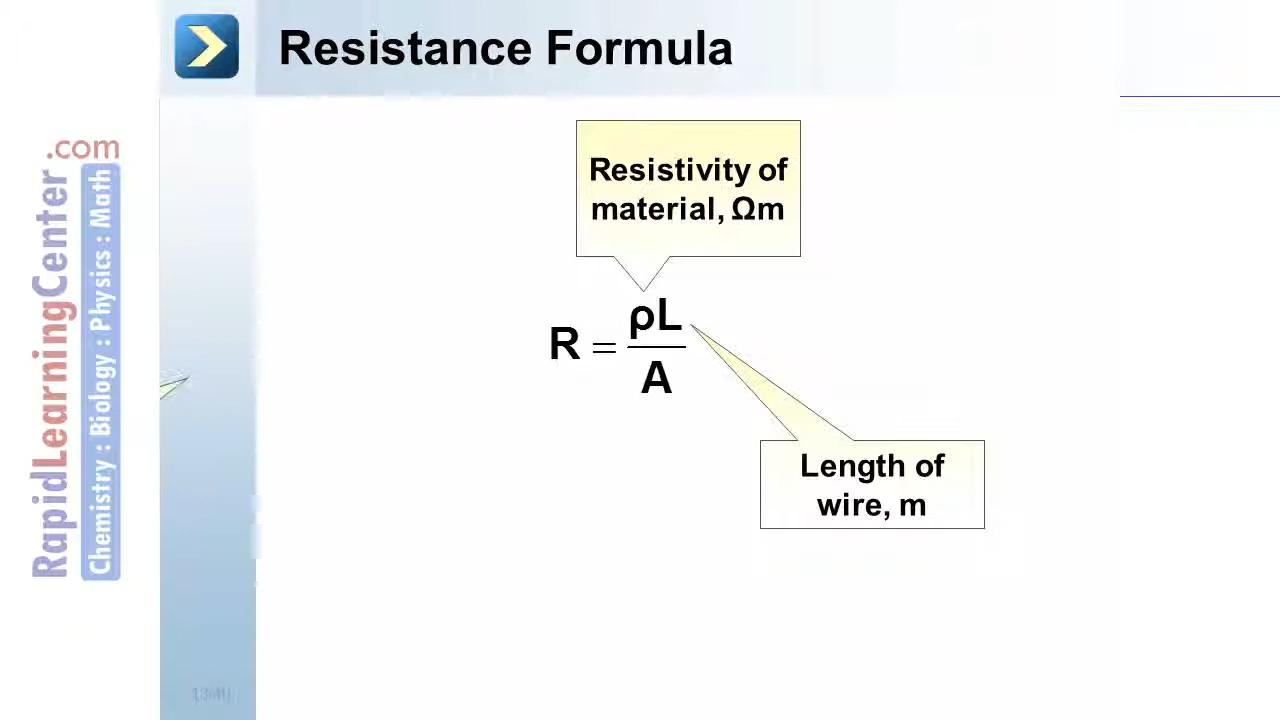 Resistance Formula
Resistivity of
material, Ωm
R = ρL
A
Length of
wire, m
RapidLearningCenter
.com
Chemistry : Biology : Physics : Math